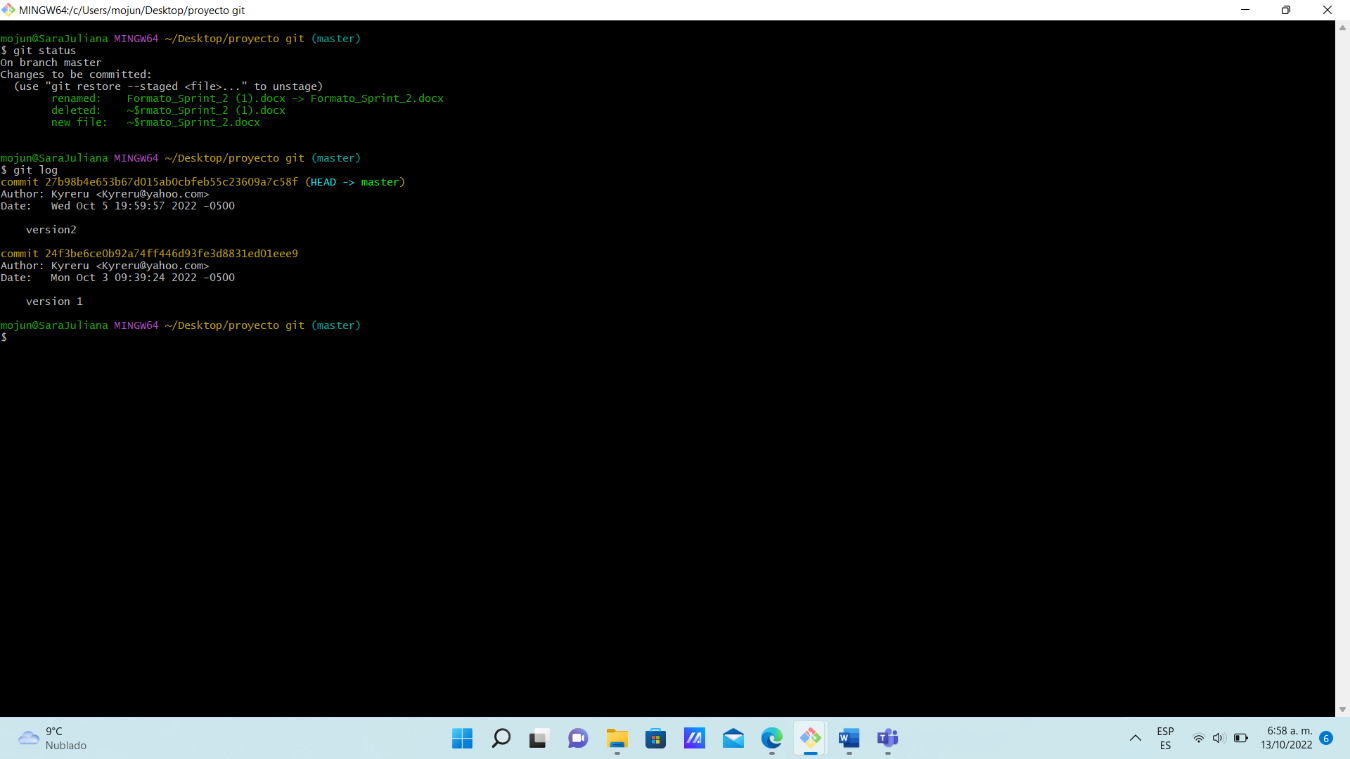 MINGW64:/c/Users/mojun/Desktop/proyecto git
mojun@SaraJuliana MINGW64 ~/Desktop/proyecto git (master)
$ git status
On branch master
Changes to be committed:
  (use "git restore --staged <file>..." to unstage)
        renamed:    Formato_Sprint_2 (1).docx -> Formato_Sprint_2.docx
        deleted:    ~$rmato_Sprint_2 (1).docx
        new file:   ~$rmato_Sprint_2.docx
mojun@SaraJuliana MINGW64 ~/Desktop/proyecto git (master)
$ git log
commit 27b98b4e653b67d015ab0cbfeb55c23609a7c58f (HEAD -> master)
Author: Kyreru <Kyreru@yahoo.com>
Date:   Wed Oct 5 19:59:57 2022 -0500
    version2
commit 24f3be6ce0b92a74ff446d93fe3d8831ed01eee9
Author: Kyreru <Kyreru@yahoo.com>
Date:   Mon Oct 3 09:39:24 2022 -0500
    version 1
mojun@SaraJuliana MINGW64 ~/Desktop/proyecto git (master)
$
9°C
Nublado
ESP
ES
6:58 a. m.
13/10/2022
6